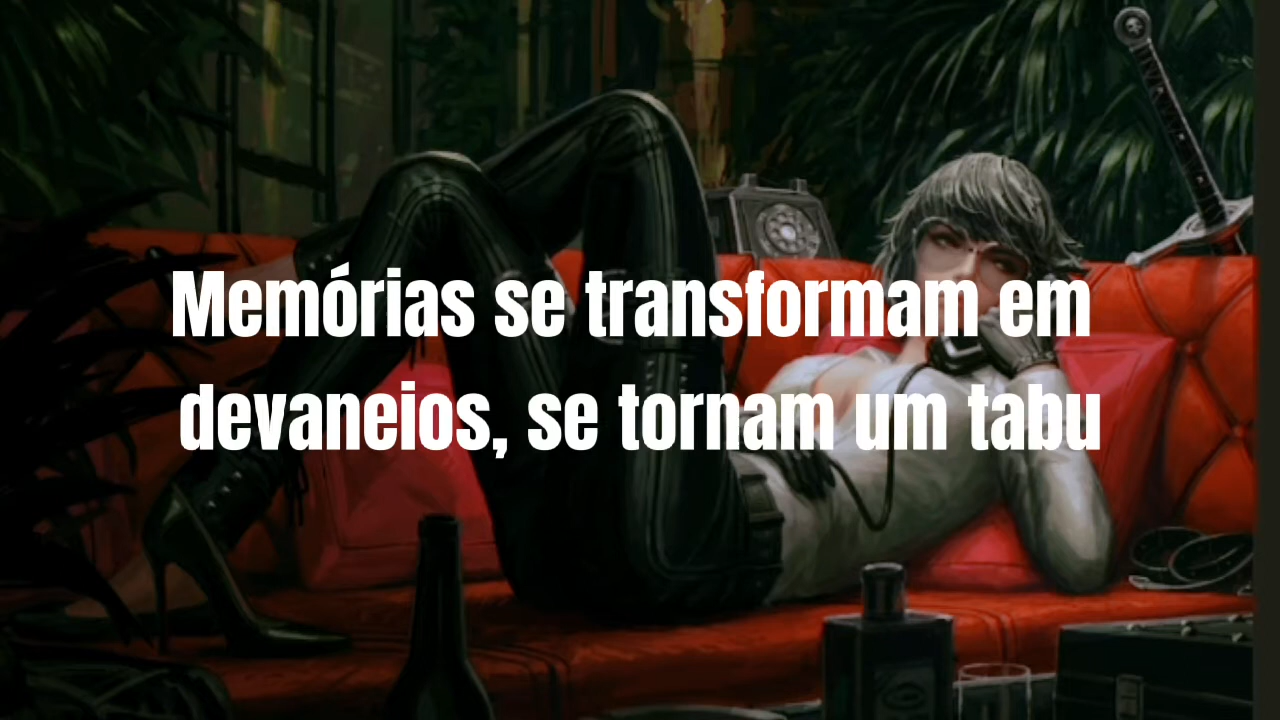 Memórias se transformam em
devaneios, se tornam um tabu